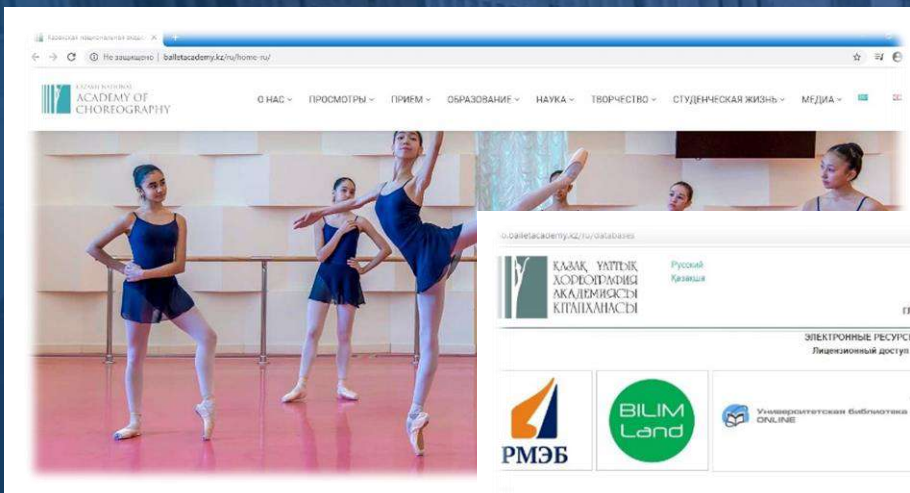 Казахская национальная акаде
Не защищено | balletacademy.kz/ru/home-ru/
KAZAKH NATIONAL
ACADEMY OF
CHOREOGRAPHY
О НАС
ПРОСМОТРЫ
ПРИЕМ
ОБРАЗОВАНИЕ
НАУКА
ТВОРЧЕСТВО
СТУДЕНЧЕСКАЯ ЖИЗНЬ
МЕДИА
o.balletacademy.kz/ru/databases
ҚАЗАҚ ҰЛТТЫҚ
ХОРЕОГРАФИЯ
АКАДЕМИЯСЫ
КІТАПХАНАСЫ
Русский
Қазақша
ЭЛЕКТРОННЫЕ РЕСУРС
Лицензионный доступ
РМЭБ
BILIM
Land
Университетская библиотека
ONLINE